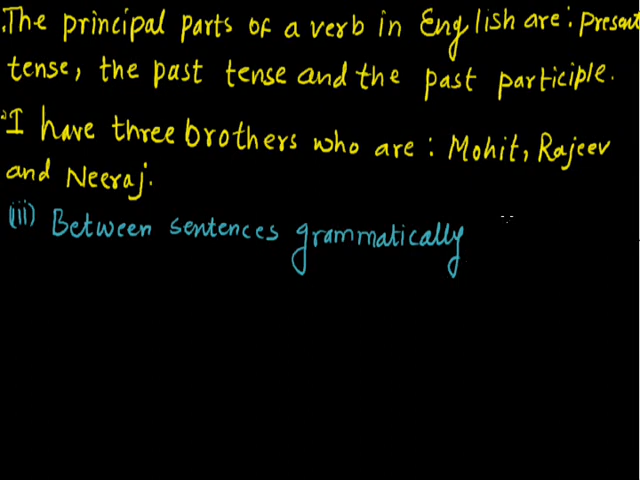 .The principal parts of a verb in English are: present
tense, the past tense and the past participle.
I have three brothers who are: Mohit, Rajeev
and Neeraj.
(iii) Between sentences grammatically